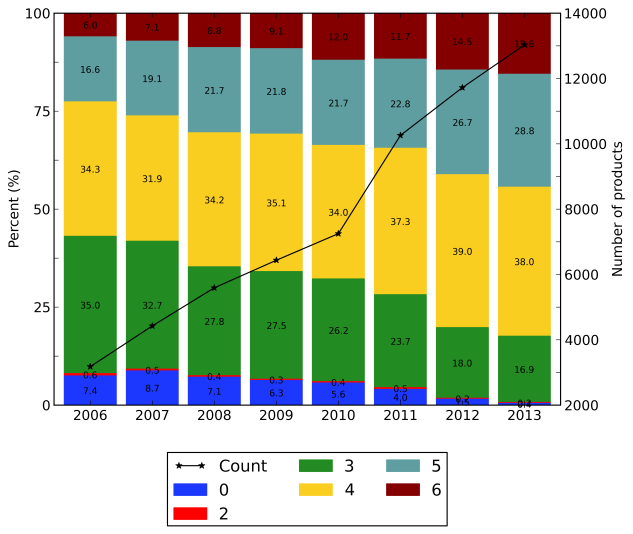 100 14000
6.0 7.1 8.8 9.1 12.0 11.7 14.5 15.6
16.6 19.1 21.7 21.8 21.7 22.8 26.7 28.8
12000
75
10000
34.3 31.9 34.2 35.1 34.0 37.3 39.0 38.0
Percent (%)
50 8000
Number of products
6000
35.0 32.7 27.8 27.5 26.2 23.7 18.0 16.9
25
4000
0.6 0.5 0.4 0.3 0.4 0.5 0.2
7.4 8.7 7.1 6.3 5.6 4.0 1.5 0.4
0 2000
2006 2007 2008 2009 2010 2011 2012 2013
Count 3 5
0 4 6
2